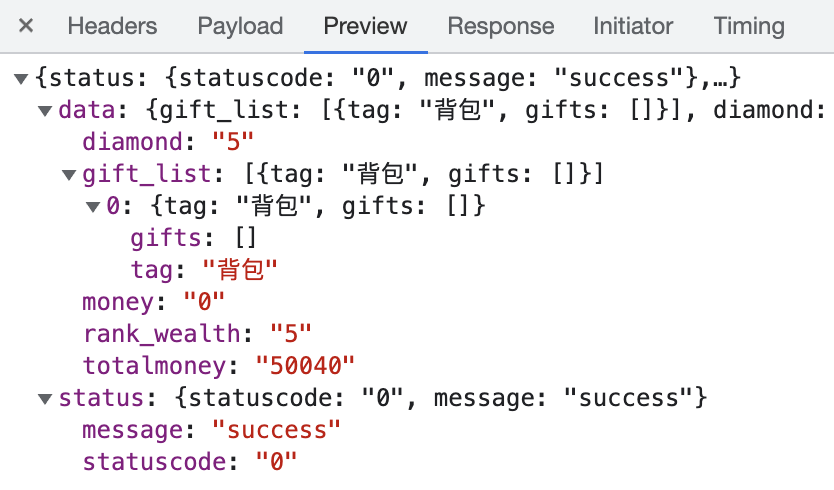 × Headers Payload Preview Response Initiator Timing
▼{status: {statuscode: "0", message: "success"},…}
▼data: {gift_list: [{tag: "背包", gifts: []}], diamond:
diamond: "5"
▼gift_list: [{tag: "背包", gifts: []}]
▼0: {tag: "背包", gifts: []}
gifts: []
tag: "背包"
money: "0"
rank_wealth: "5"
totalmoney: "50040"
▼status: {statuscode: "0", message: "success"}
message: "success"
statuscode: "0"